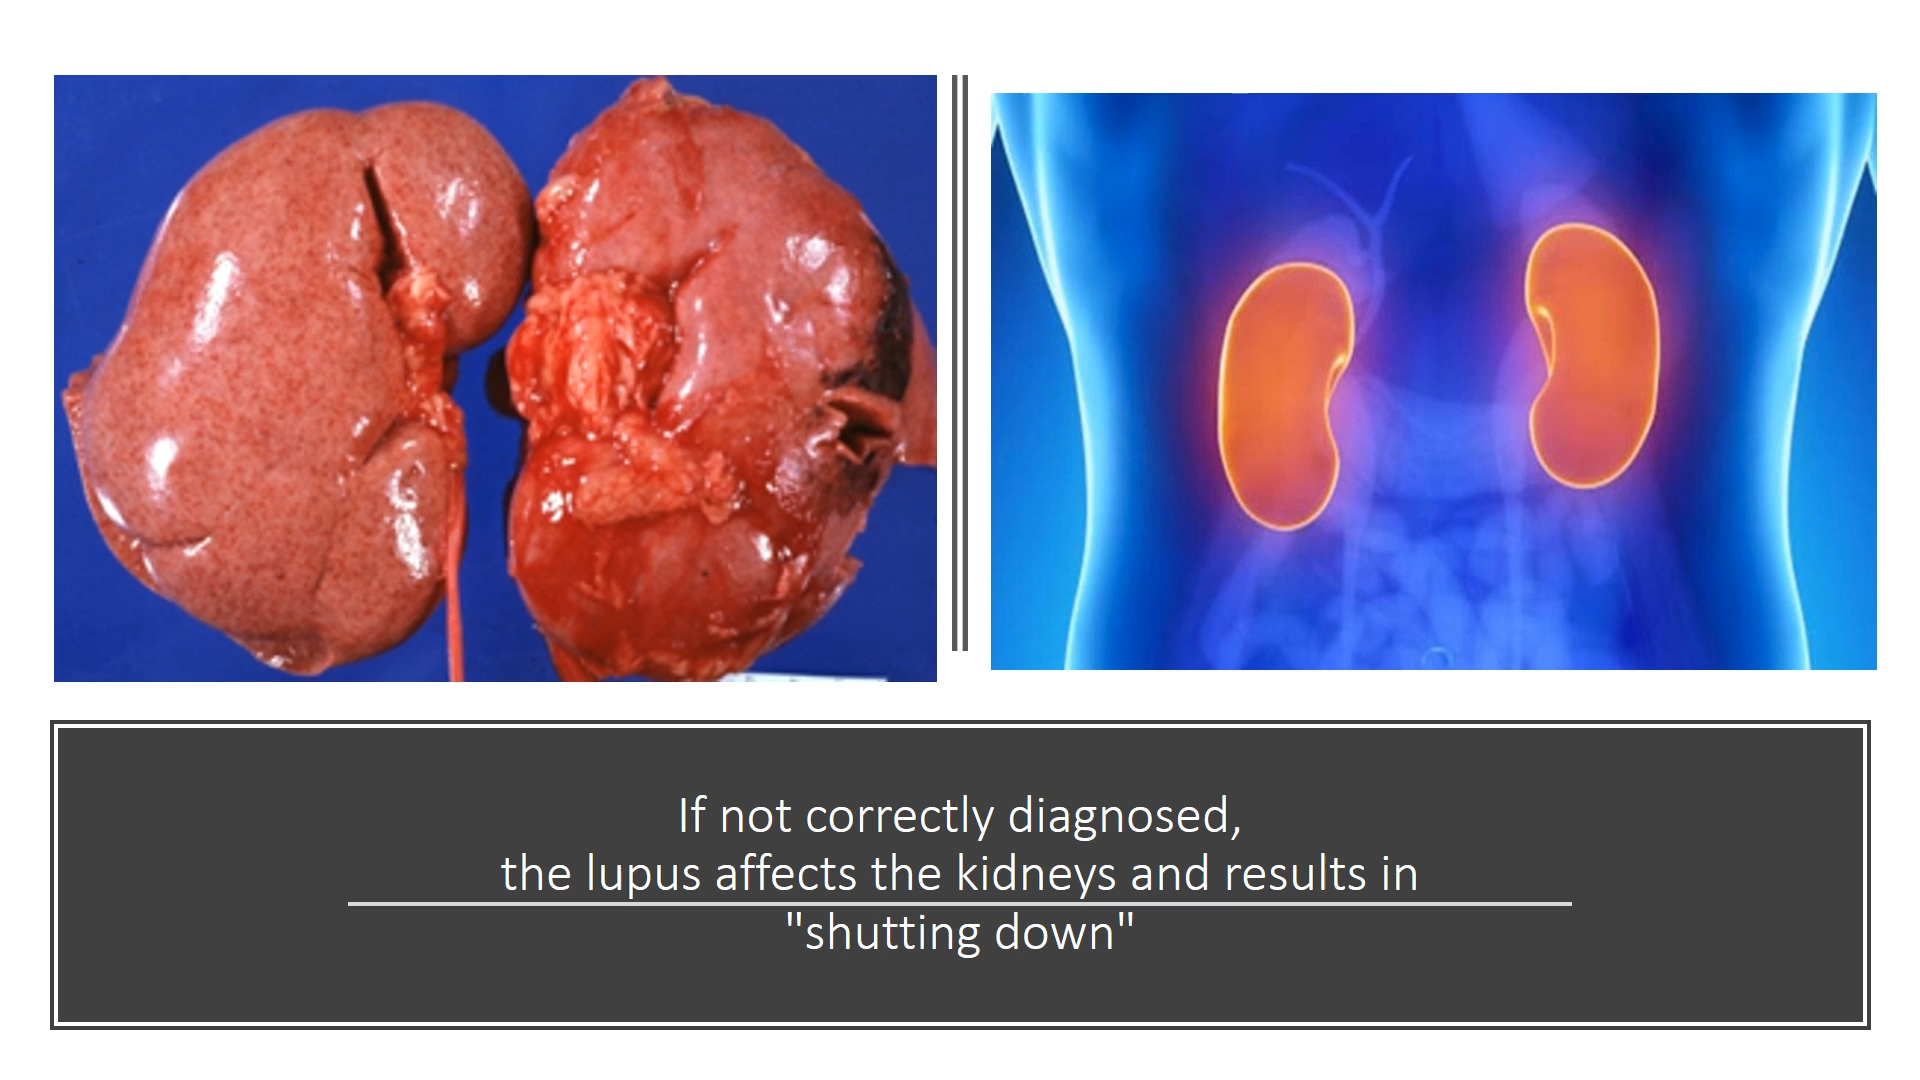 If not correctly diagnosed,
the lupus affects the kidneys and results in
"shutting down"